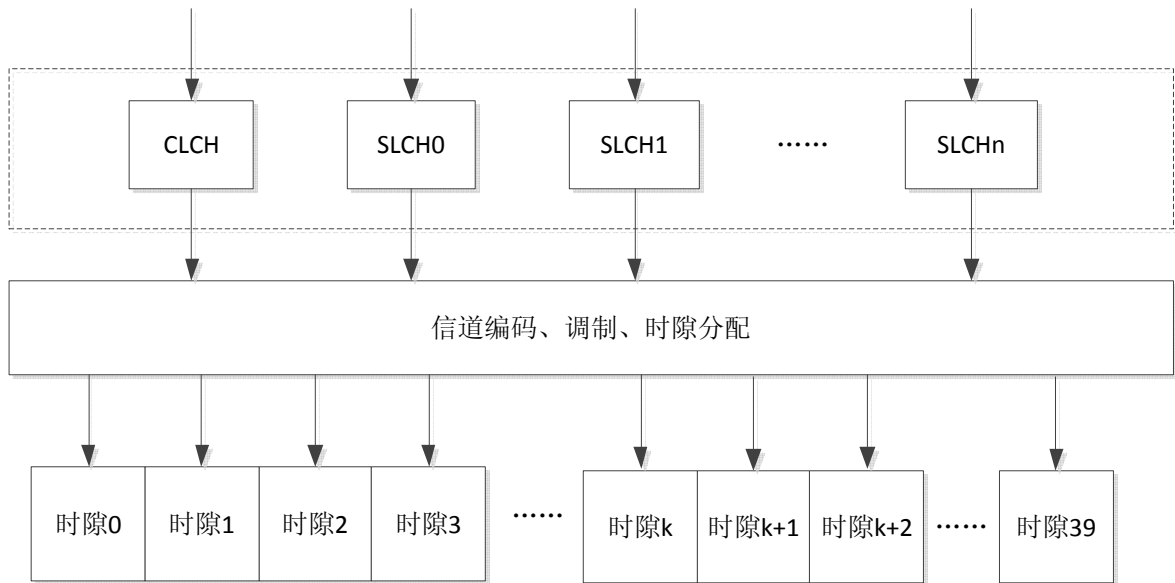 CLCH SLCH0 SLCH1 …… SLCHn
信道编码、调制、时隙分配
时隙0 时隙1 时隙2 时隙3 …… 时隙k 时隙k+1 时隙k+2 …… 时隙39